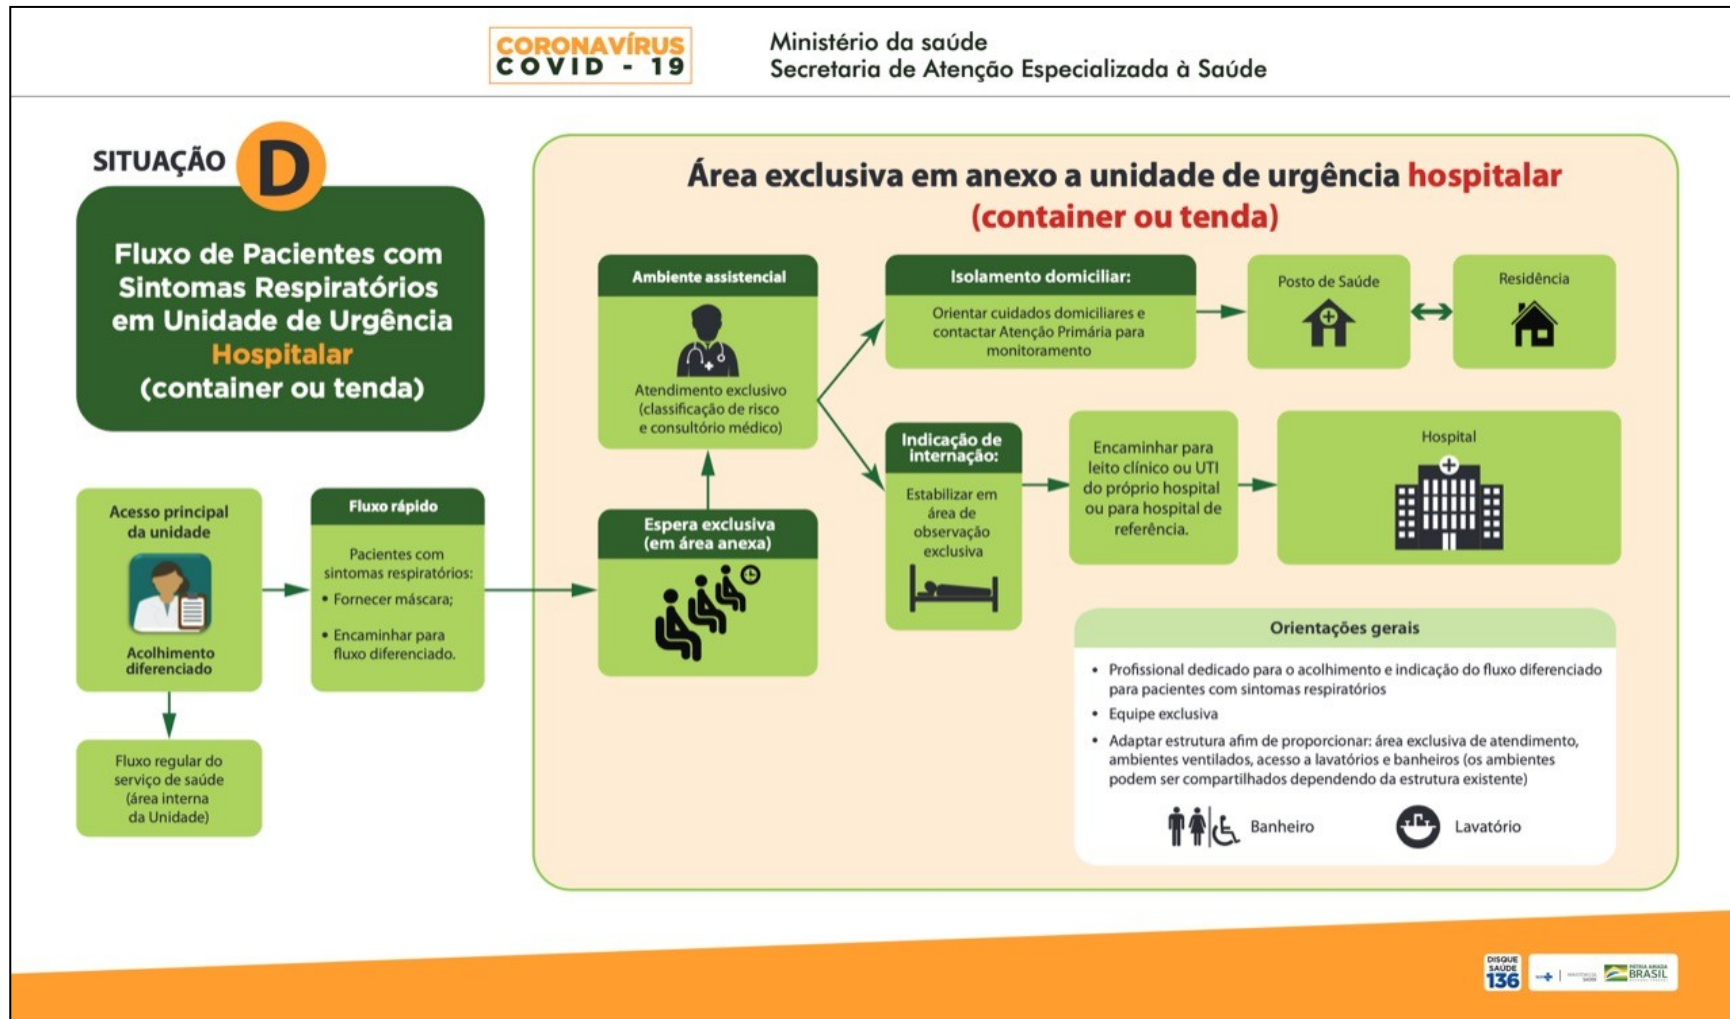 CORONAVÍRUS
COVID - 19
Ministério da saúde
Secretaria de Atenção Especializada à Saúde
SITUAÇÃO D
Fluxo de Pacientes com
Sintomas Respiratórios
em Unidade de Urgência
Hospitalar
(container ou tenda)
Acesso principal
da unidade
Acolhimento
diferenciado
Fluxo regular do
serviço de saúde
(área interna
da Unidade)
Fluxo rápido
Pacientes com
sintomas respiratórios:
• Fornecer máscara;
• Encaminhar para
fluxo diferenciado.
Área exclusiva em anexo a unidade de urgência hospitalar
(container ou tenda)
Espera exclusiva
(em área anexa)
Ambiente assistencial
Atendimento exclusivo
(classificação de risco
e consultório médico)
Isolamento domiciliar:
Orientar cuidados domiciliares e
contactar Atenção Primária para
monitoramento
Posto de Saúde
Residência
Indicação de
internação:
Estabilizar em
área de
observação
exclusiva
Encaminhar para
leito clínico ou UTI
do próprio hospital
ou para hospital de
referência.
Hospital
Orientações gerais
• Profissional dedicado para o acolhimento e indicação do fluxo diferenciado
para pacientes com sintomas respiratórios
• Equipe exclusiva
• Adaptar estrutura afim de proporcionar: área exclusiva de atendimento,
ambientes ventilados, acesso a lavatórios e banheiros (os ambientes
podem ser compartilhados dependendo da estrutura existente)
Banheiro
Lavatório
DISQUE
SAÚDE
136
PÁTRIA AMADA
BRASIL